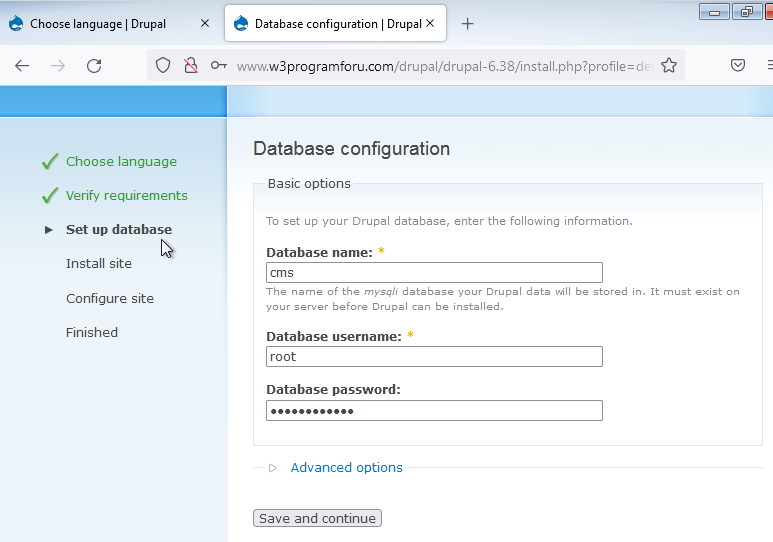 Choose language | Drupal
Database configuration | Drupal
www.w3programforu.com/drupal/drupal-6.38/install.php?profile=de
Choose language
Verify requirements
Set up database
Install site
Configure site
Finished
Database configuration
Basic options
To set up your Drupal database, enter the following information.
Database name: *
cms
The name of the mysqli database your Drupal data will be stored in. It must exist on
your server before Drupal can be installed.
Database username: *
root
Database password:
●●●●●●●●●●●●
Advanced options
Save and continue